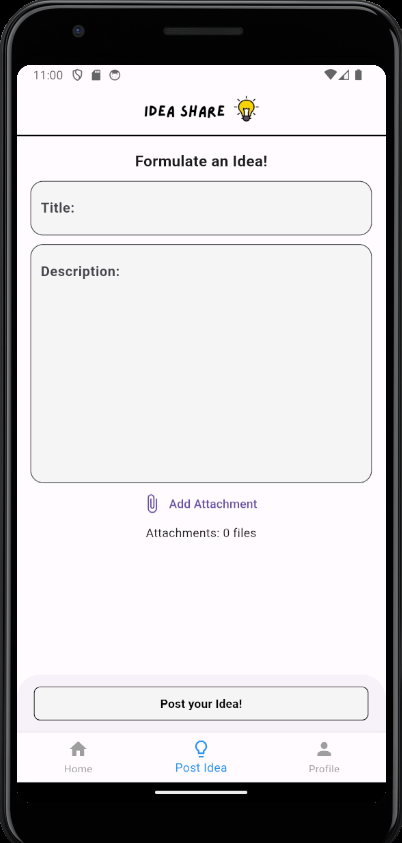 11:00
IDEA SHARE
Formulate an Idea!
Title:
Description:
Add Attachment
Attachments: 0 files
Post your Idea!
Home
Post Idea
Profile